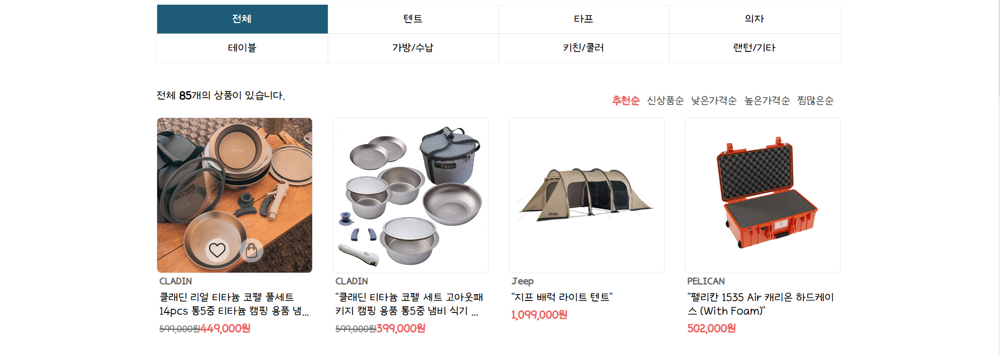 전체 텐트 타프 의자
테이블 가방/수납 키친/쿨러 랜턴/기타
전체 85개의 상품이 있습니다.
추천순 신상품순 낮은가격순 높은가격순 찜많은순
CLADIN
클래딘 리얼 티타늄 코펠 풀세트
14pcs 통5중 티타늄 캠핑 용품 냄...
599,000원449,000원
CLADIN
"클래딘 티타늄 코펠 세트 고아웃패
키지 캠핑 용품 통5중 냄비 식기 ...
599,000원399,000원
Jeep
Jeep
"지프 배럭 라이트 텐트"
1,099,000원
PELICAN
"펠리칸 1535 Air 캐리온 하드케이
스 (With Foam)"
502,000원